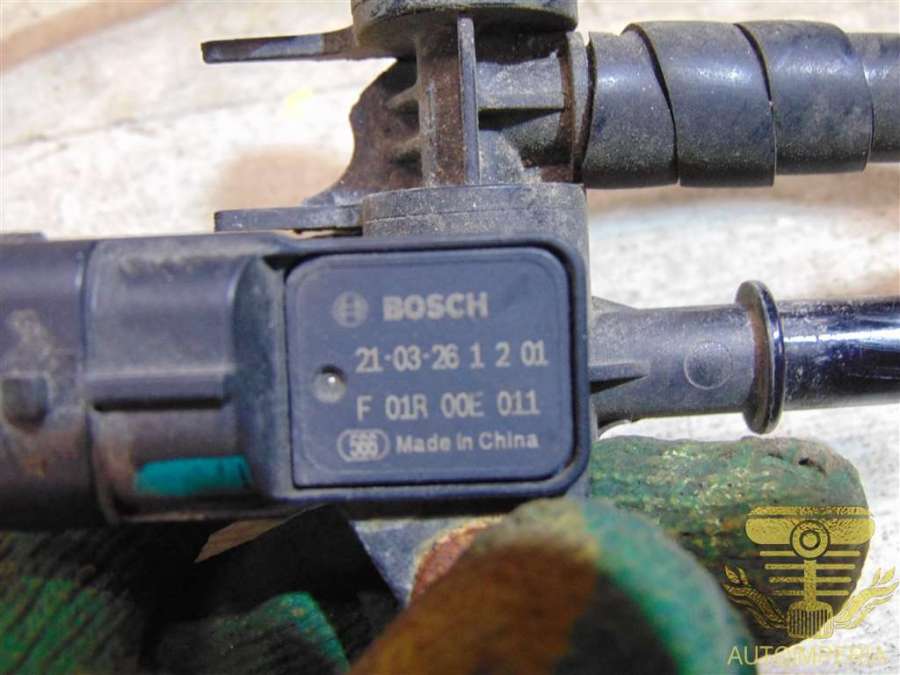 BOSCH
21-03-26 1 2 01
F 01R 00E 011
566 Made in China
AUTOIMPERIA